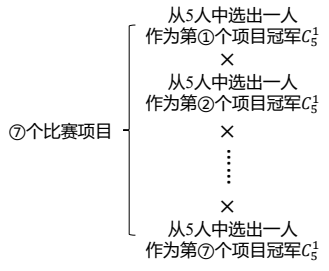 从5人中选出一人
作为第①个项目冠军C₅¹
×
从5人中选出一人
作为第②个项目冠军C₅¹
⑦个比赛项目
×
……
×
从5人中选出一人
作为第⑦个项目冠军C₅¹